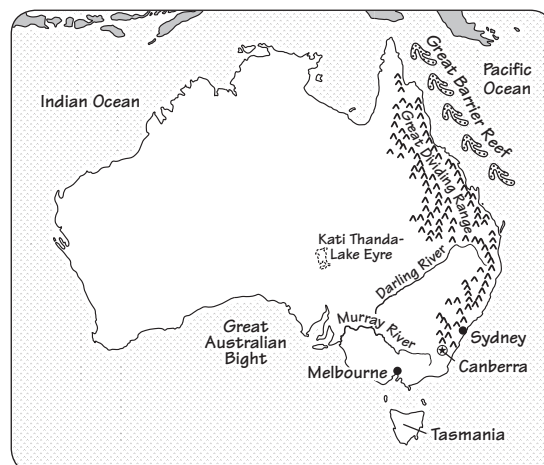 Great Barrier Reef
Pacific
Ocean
Indian Ocean
Great Dividing Range
Kati Thanda-
Lake Eyre
Darling River
Great
Australian
Bight
Murray River
Sydney
Canberra
Melbourne
Tasmania